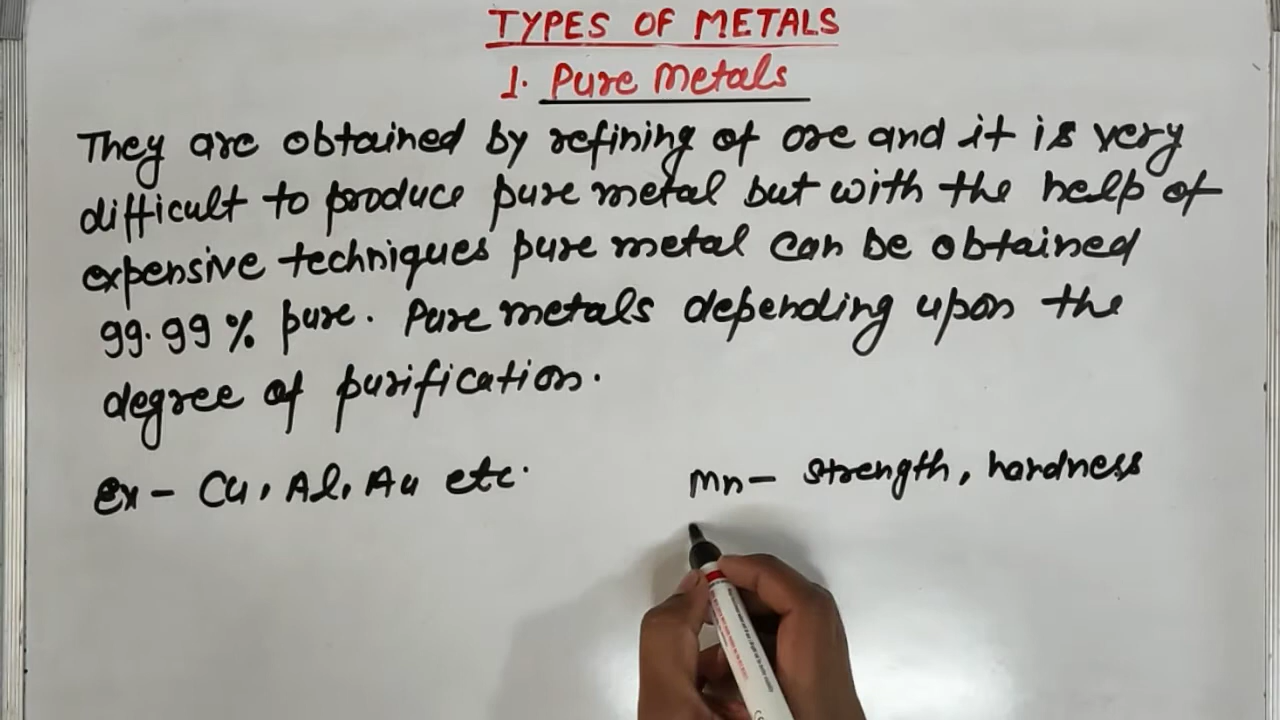 TYPES OF METALS
1. Pure Metals
They are obtained by refining of ore and it is very
difficult to produce pure metal but with the help of
expensive techniques pure metal can be obtained
99.99% pure. Pure metals depending upon the
degree of purification.
Ex- Cu, Al, Au etc.
Mn- strength, hardness